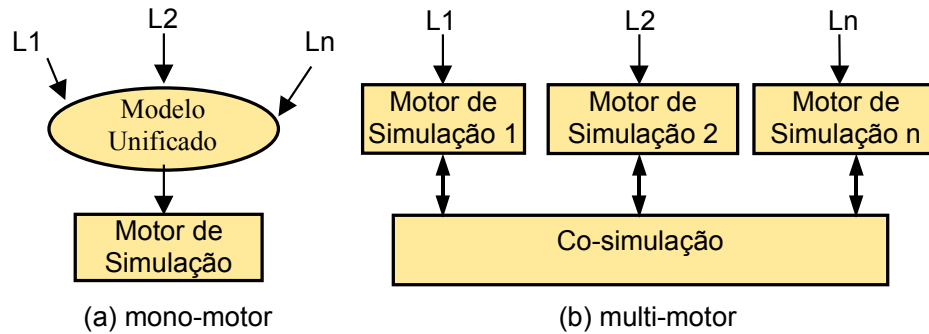 L1
L2
Ln
Modelo
Unificado
Motor de
Simulação
(a) mono-motor
L1
L2
Ln
Motor de
Simulação 1
Motor de
Simulação 2
Motor de
Simulação n
Co-simulação
(b) multi-motor